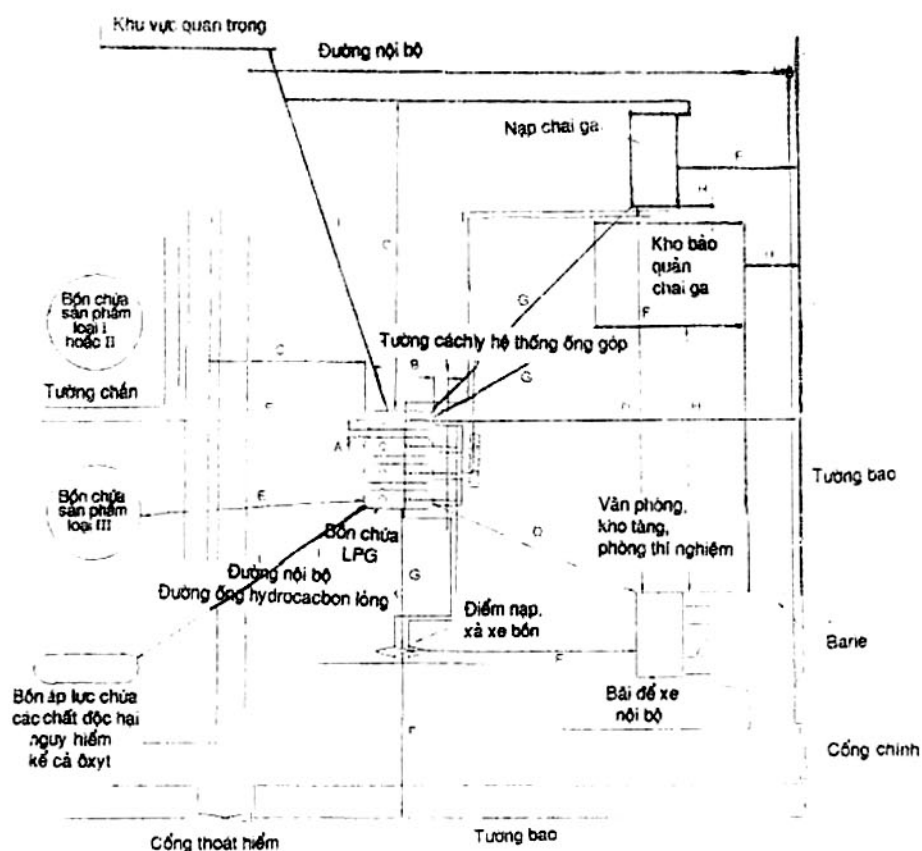 Khu vực quan trọng
Đường nội bộ
Nạp chai ga
F
H
Kho bảo
quản
chai ga
H
F
C
G
Bồn chứa
sản phẩm
loại I
hoặc II
Tường cách ly hệ thống ống góp
C
B
G
Tường chắn
A
D
H
Tường bao
Bồn chứa
sản phẩm
loại III
E
Bồn chứa
LPG
D
Văn phòng,
kho tàng,
phòng thí nghiệm
Đường nội bộ
Đường ống hydrocacbon lỏng
G
Điểm nạp,
xả xe bồn
F
Barie
Bồn áp lực chứa
các chất độc hại
nguy hiểm
kể cả ôxyt
Bãi để xe
nội bộ
F
Cổng chính
Cổng thoát hiểm
Tương bao